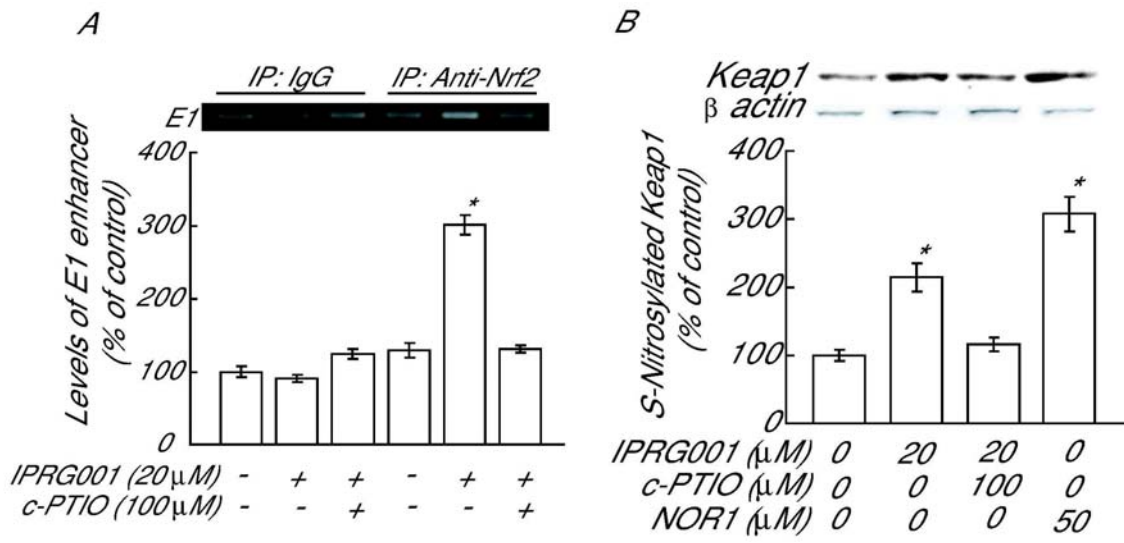 A
IP: IgG IP: Anti-Nrf2
E1
Levels of E1 enhancer
(% of control)
400
300
200
100
0
*
IPRG001 (20μM) - + + - + +
c-PTIO (100μM) - - + - - +
B
Keap1
β actin
S-Nitrosylated Keap1
(% of control)
400
300
200
100
0
*
*
IPRG001 (μM) 0 20 20 0
c-PTIO (μM) 0 0 100 0
NOR1 (μM) 0 0 0 50